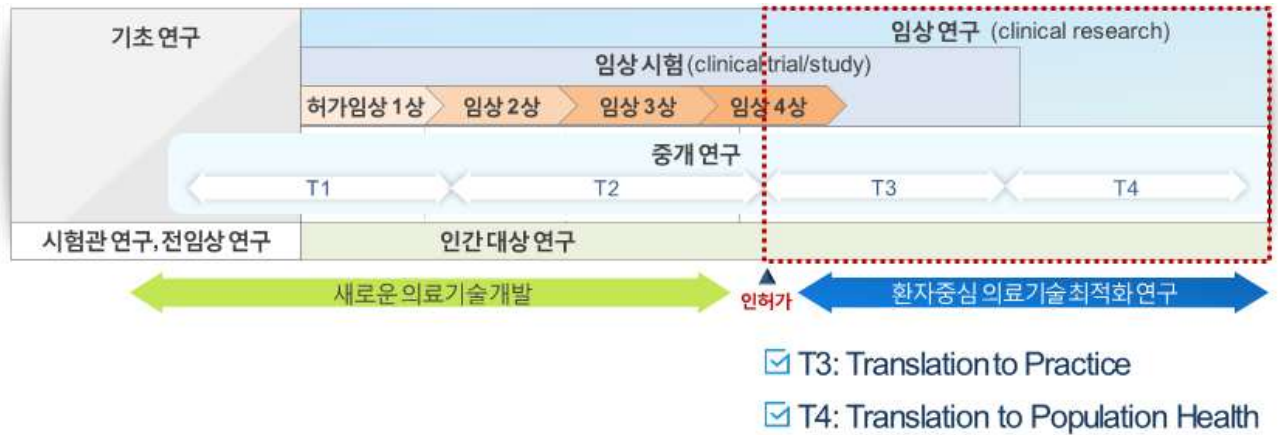 기초 연구
임상 연구 (clinical research)
임상 시험(clinical trial/study)
허가임상 1상 임상 2상 임상 3상 임상 4상
중개 연구
T1 T2 T3 T4
시험관 연구, 전임상 연구 인간 대상 연구
새로운 의료기술 개발 인허가 환자중심 의료기술 최적화 연구
T3: Translation to Practice
T4: Translation to Population Health